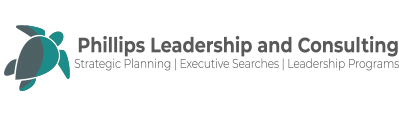 Phillips Leadership and Consulting
Strategic Planning | Executive Searches | Leadership Programs